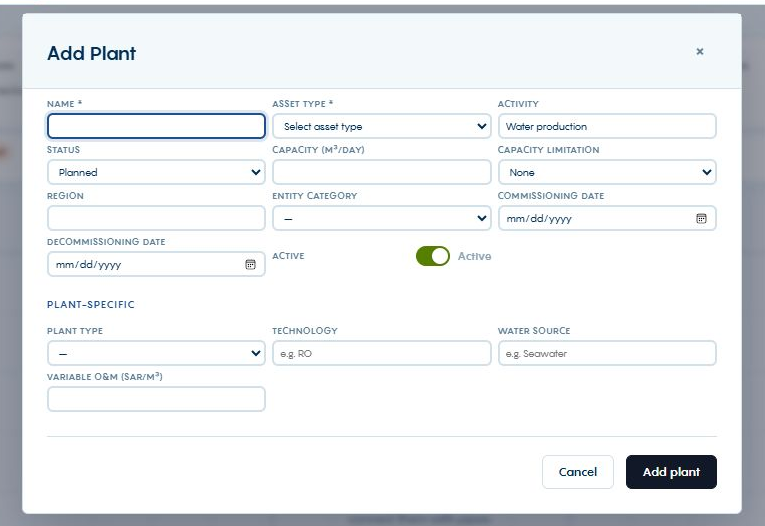 Add Plant ×
NAME * ASSET TYPE * ACTIVITY
Select asset type Water production
STATUS CAPACITY (M³/DAY) CAPACITY LIMITATION
Planned None
REGION ENTITY CATEGORY COMMISSIONING DATE
— mm/dd/yyyy
DECOMMISSIONING DATE
mm/dd/yyyy ACTIVE Active
PLANT-SPECIFIC
PLANT TYPE TECHNOLOGY WATER SOURCE
— e.g. RO e.g. Seawater
VARIABLE O&M (SAR/M³)
Cancel Add plant